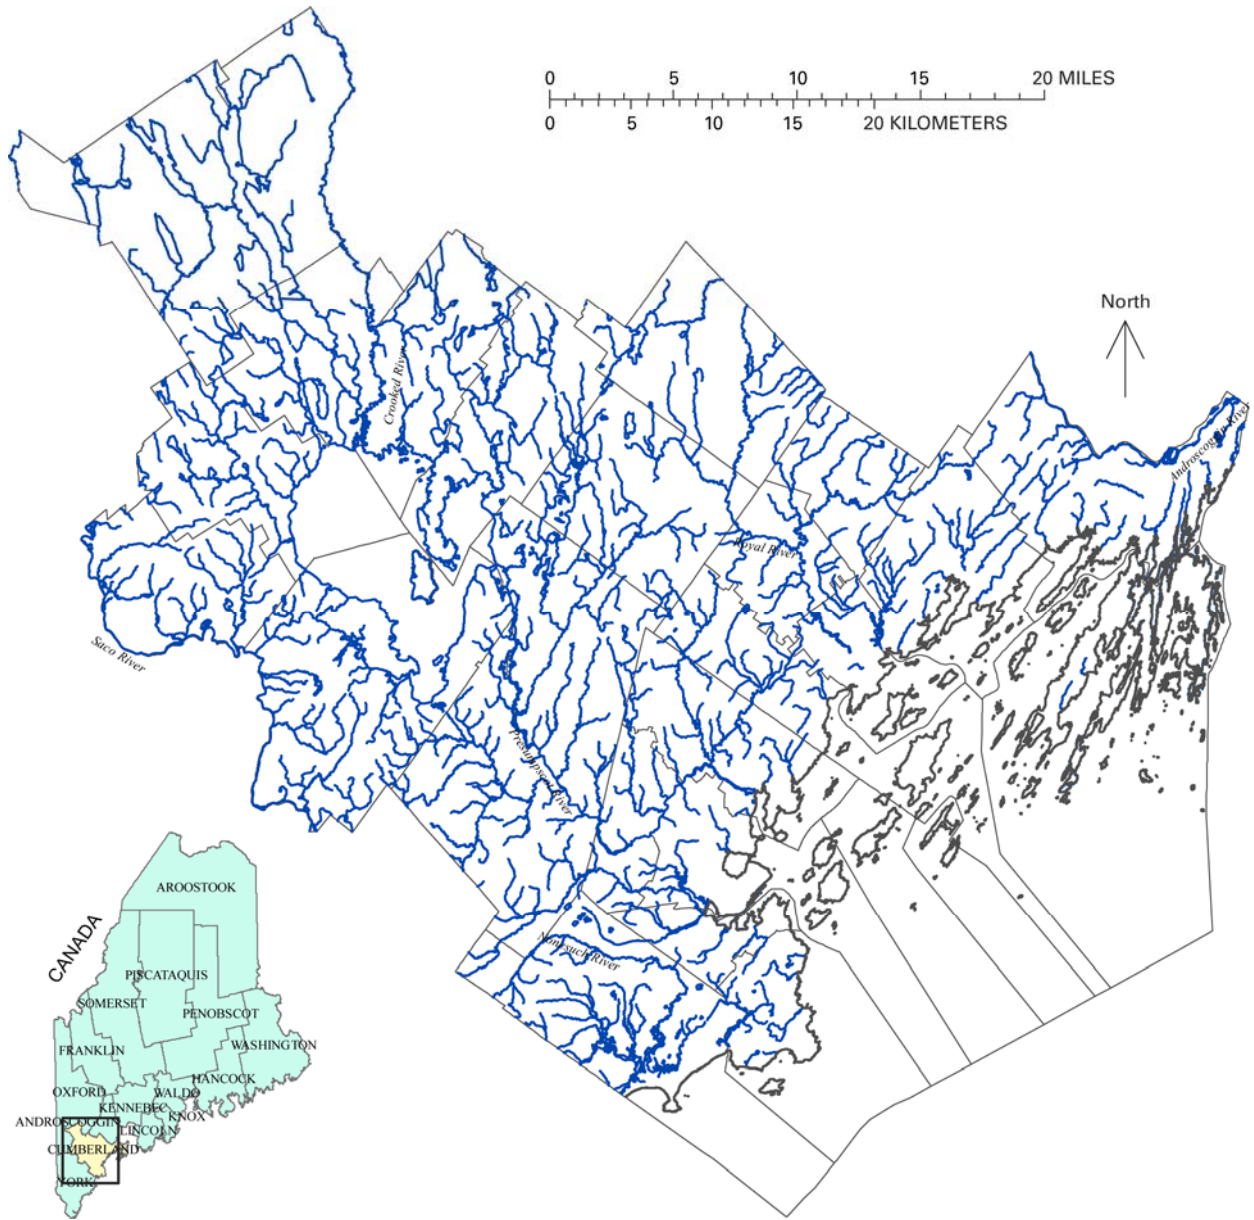 0 5 10 15 20 MILES
0 5 10 15 20 KILOMETERS
North
Crooked River
Androscoggin River
Royal River
Saco River
Presumpscot River
Nonesuch River
CANADA
AROOSTOOK
PISCATAQUIS
SOMERSET
PENOBSCOT
FRANKLIN
WASHINGTON
HANCOCK
OXFORD
WALDO
KENNEBEC
KNOX
ANDROSCOGGIN
LINCOLN
CUMBERLAND
YORK